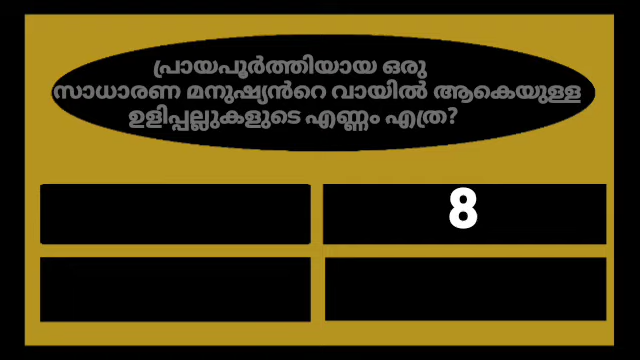 പ്രായപൂർത്തിയായ ഒരു
സാധാരണ മനുഷ്യൻറെ വായിൽ ആകെയുള്ള
ഉളിപ്പല്ലുകളുടെ എണ്ണം എത്ര?
8